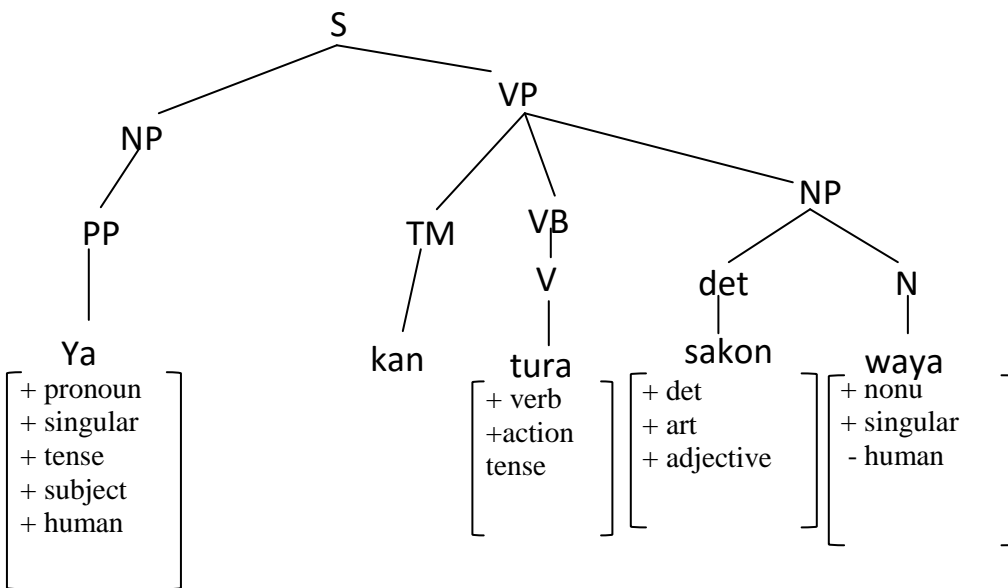 S
VP
NP
NP
PP
TM
VB
det
N
V
Ya
kan
tura
sakon
waya
+ pronoun
+ singular
+ tense
+ subject
+ human
+ verb
+action
tense
+ det
+ art
+ adjective
+ nonu
+ singular
- human